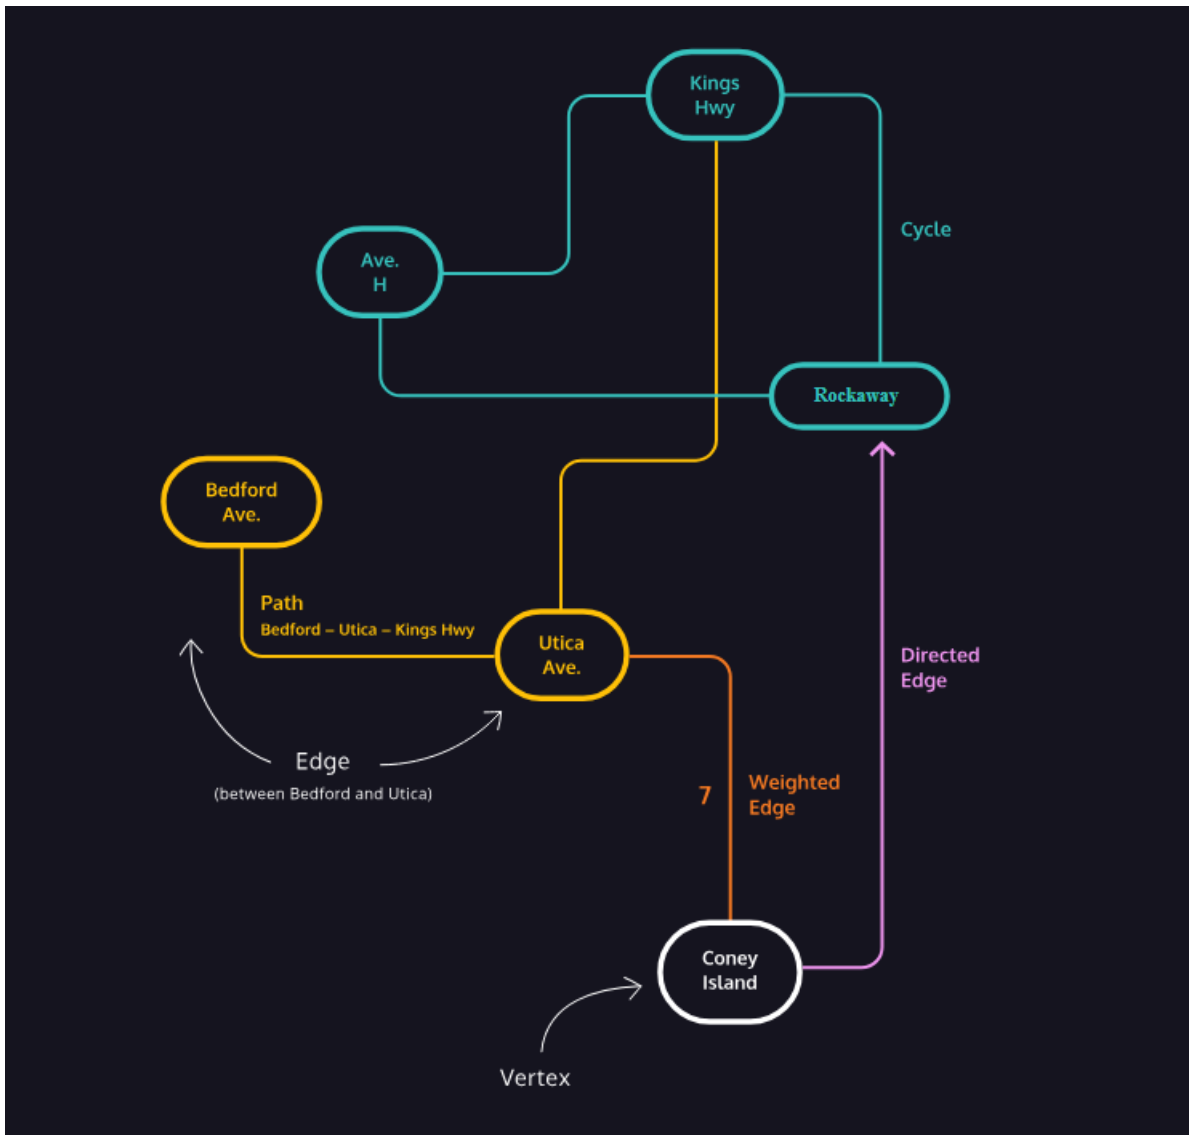 Kings
Hwy
Cycle
Ave.
H
Rockaway
Bedford
Ave.
Path
Bedford – Utica – Kings Hwy
Utica
Ave.
Directed
Edge
Edge
(between Bedford and Utica)
7
Weighted
Edge
Coney
Island
Vertex